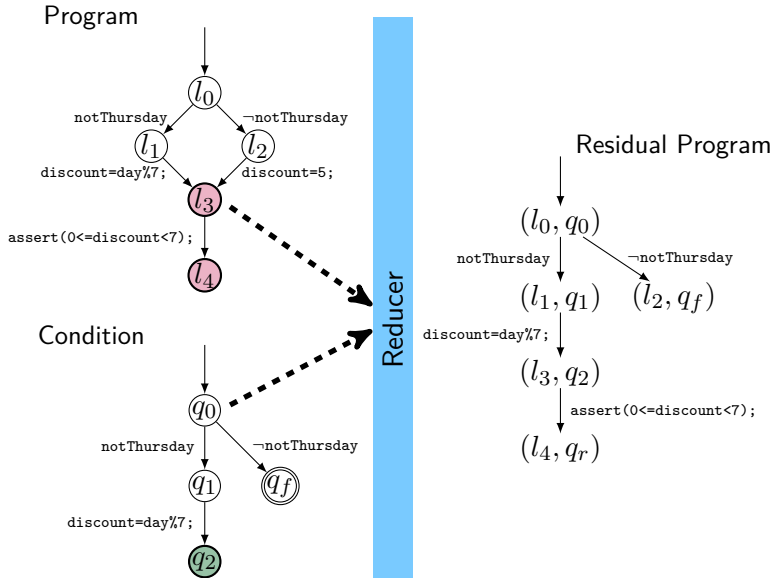 Program
l0
notThursday
¬notThursday
l1
l2
discount=day%7;
discount=5;
l3
assert(0<=discount<7);
l4
Condition
q0
notThursday
¬notThursday
q1
qf
discount=day%7;
q2
Reducer
Residual Program
(l0, q0)
notThursday
¬notThursday
(l1, q1)
(l2, qf)
discount=day%7;
(l3, q2)
assert(0<=discount<7);
(l4, qr)